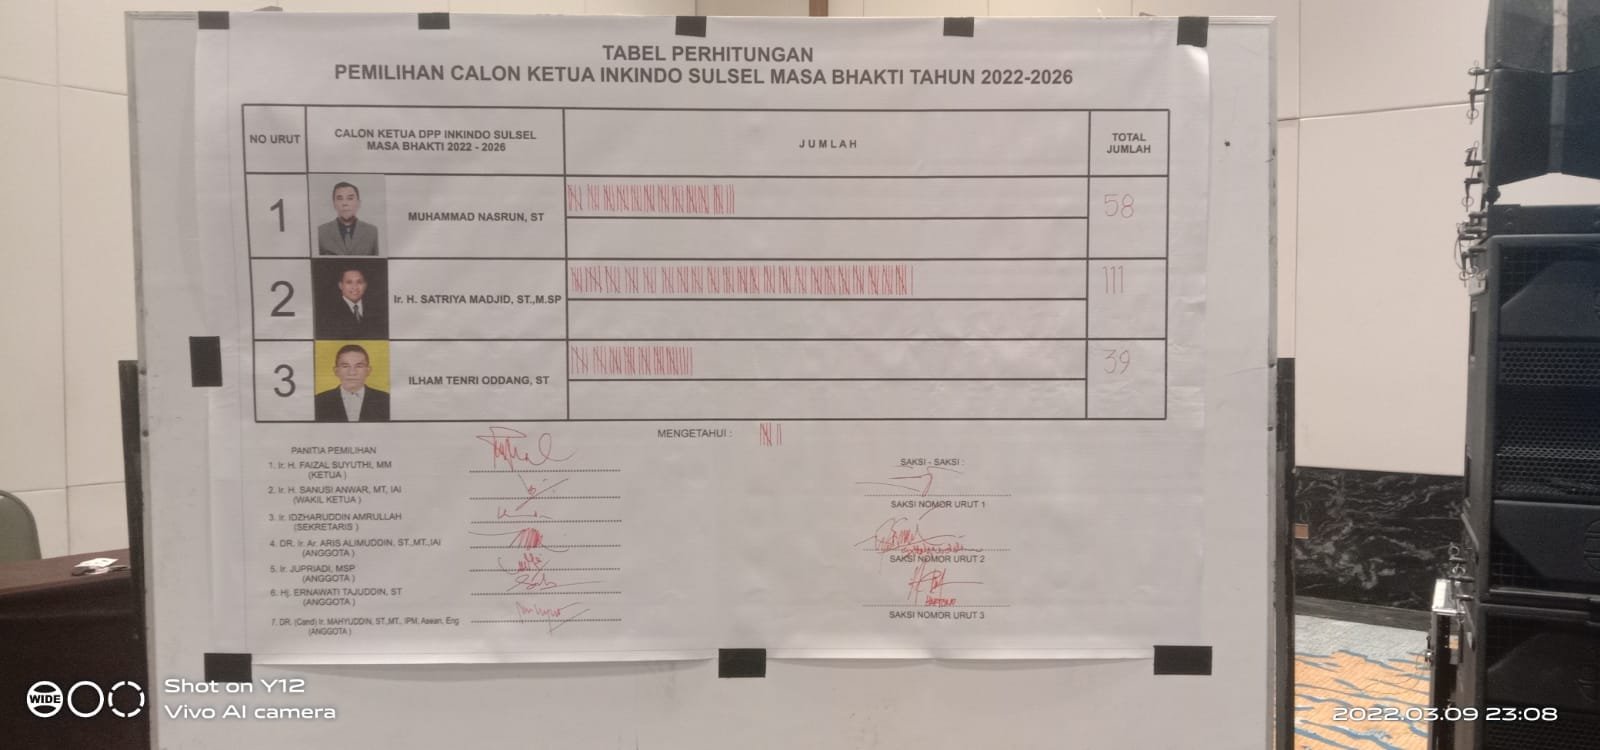 TABEL PERHITUNGAN
PEMILIHAN CALON KETUA INKINDO SULSEL MASA BHAKTI TAHUN 2022-2026
NO URUT
CALON KETUA DPP INKINDO SULSEL
MASA BHAKTI 2022 - 2026
JUMLAH
TOTAL
JUMLAH
1
MUHAMMAD NASRUN, ST
58
2
Ir. H. SATRIYA MADJID, ST.,M.SP
111
3
ILHAM TENRI ODDANG, ST
39
MENGETAHUI :
PANITIA PEMILIHAN
1. Ir. H. FAIZAL SUYUTHI, MM
(KETUA )
2. Ir. H. SANUSI ANWAR, MT, IAI
(WAKIL KETUA )
3. Ir. IDZHARUDDIN AMRULLAH
(SEKRETARIS )
4. DR. Ir. Ar. ARIS ALIMUDDIN, ST.,MT.,IAI
(ANGGOTA )
5. Ir. JUPRIADI, MSP
(ANGGOTA )
6. Hj. ERNAWATI TAJUDDIN, ST
(ANGGOTA )
7. DR. (Cand) Ir. MAHYUDDIN, ST.,MT., IPM, Asean, Eng
(ANGGOTA )
SAKSI - SAKSI :
SAKSI NOMOR URUT 1
SAKSI NOMOR URUT 2
SAKSI NOMOR URUT 3
WIDE
Shot on Y12
Vivo AI camera
2022.03.09 23:08